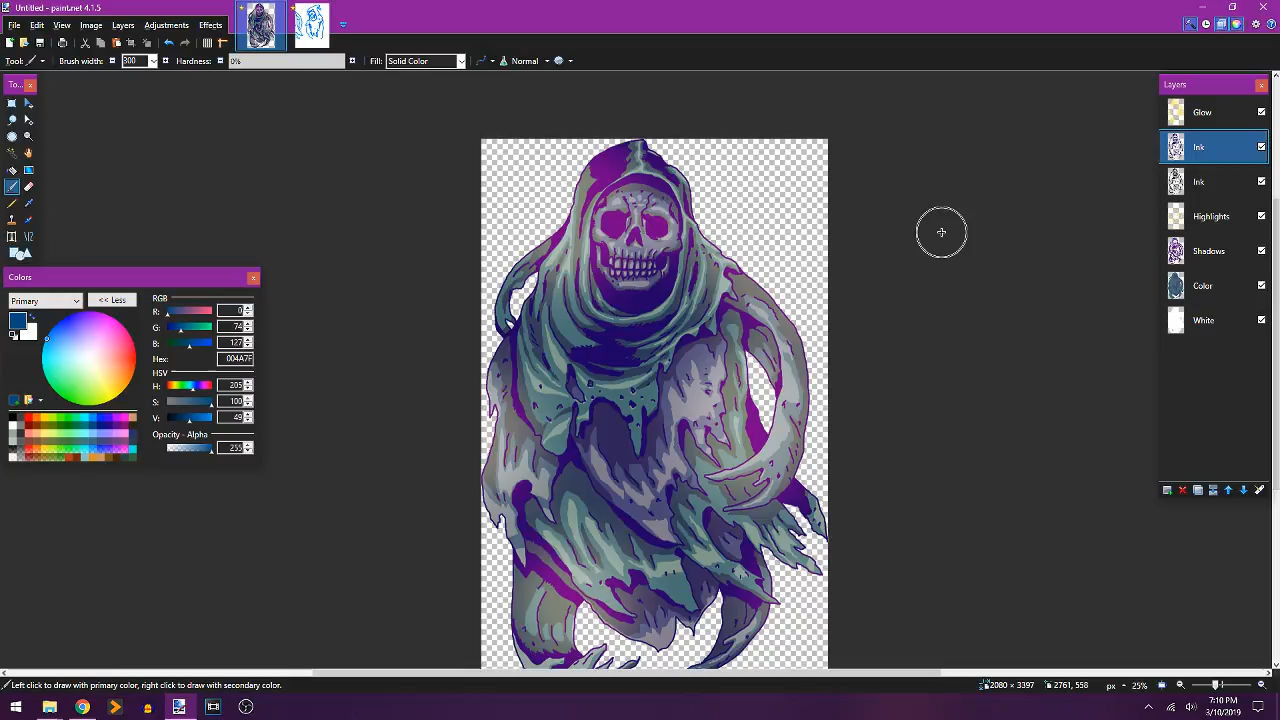 Untitled - paint.net 4.1.5
File Edit View Image Layers Adjustments Effects
Tool: Brush width: 300 Hardness: 0% Fill: Solid Color Normal
To...
Colors
Primary << Less
RGB
R: 0
G: 74
B: 127
Hex: 004A7F
HSV
H: 205
S: 100
V: 49
Opacity - Alpha
255
Layers
Glow
Ink
Ink
Highlights
Shadows
Color
White
Left click to draw with primary color, right click to draw with secondary color. 2080 × 3397 2761, 558 px 25%
7:10 PM
3/10/2019